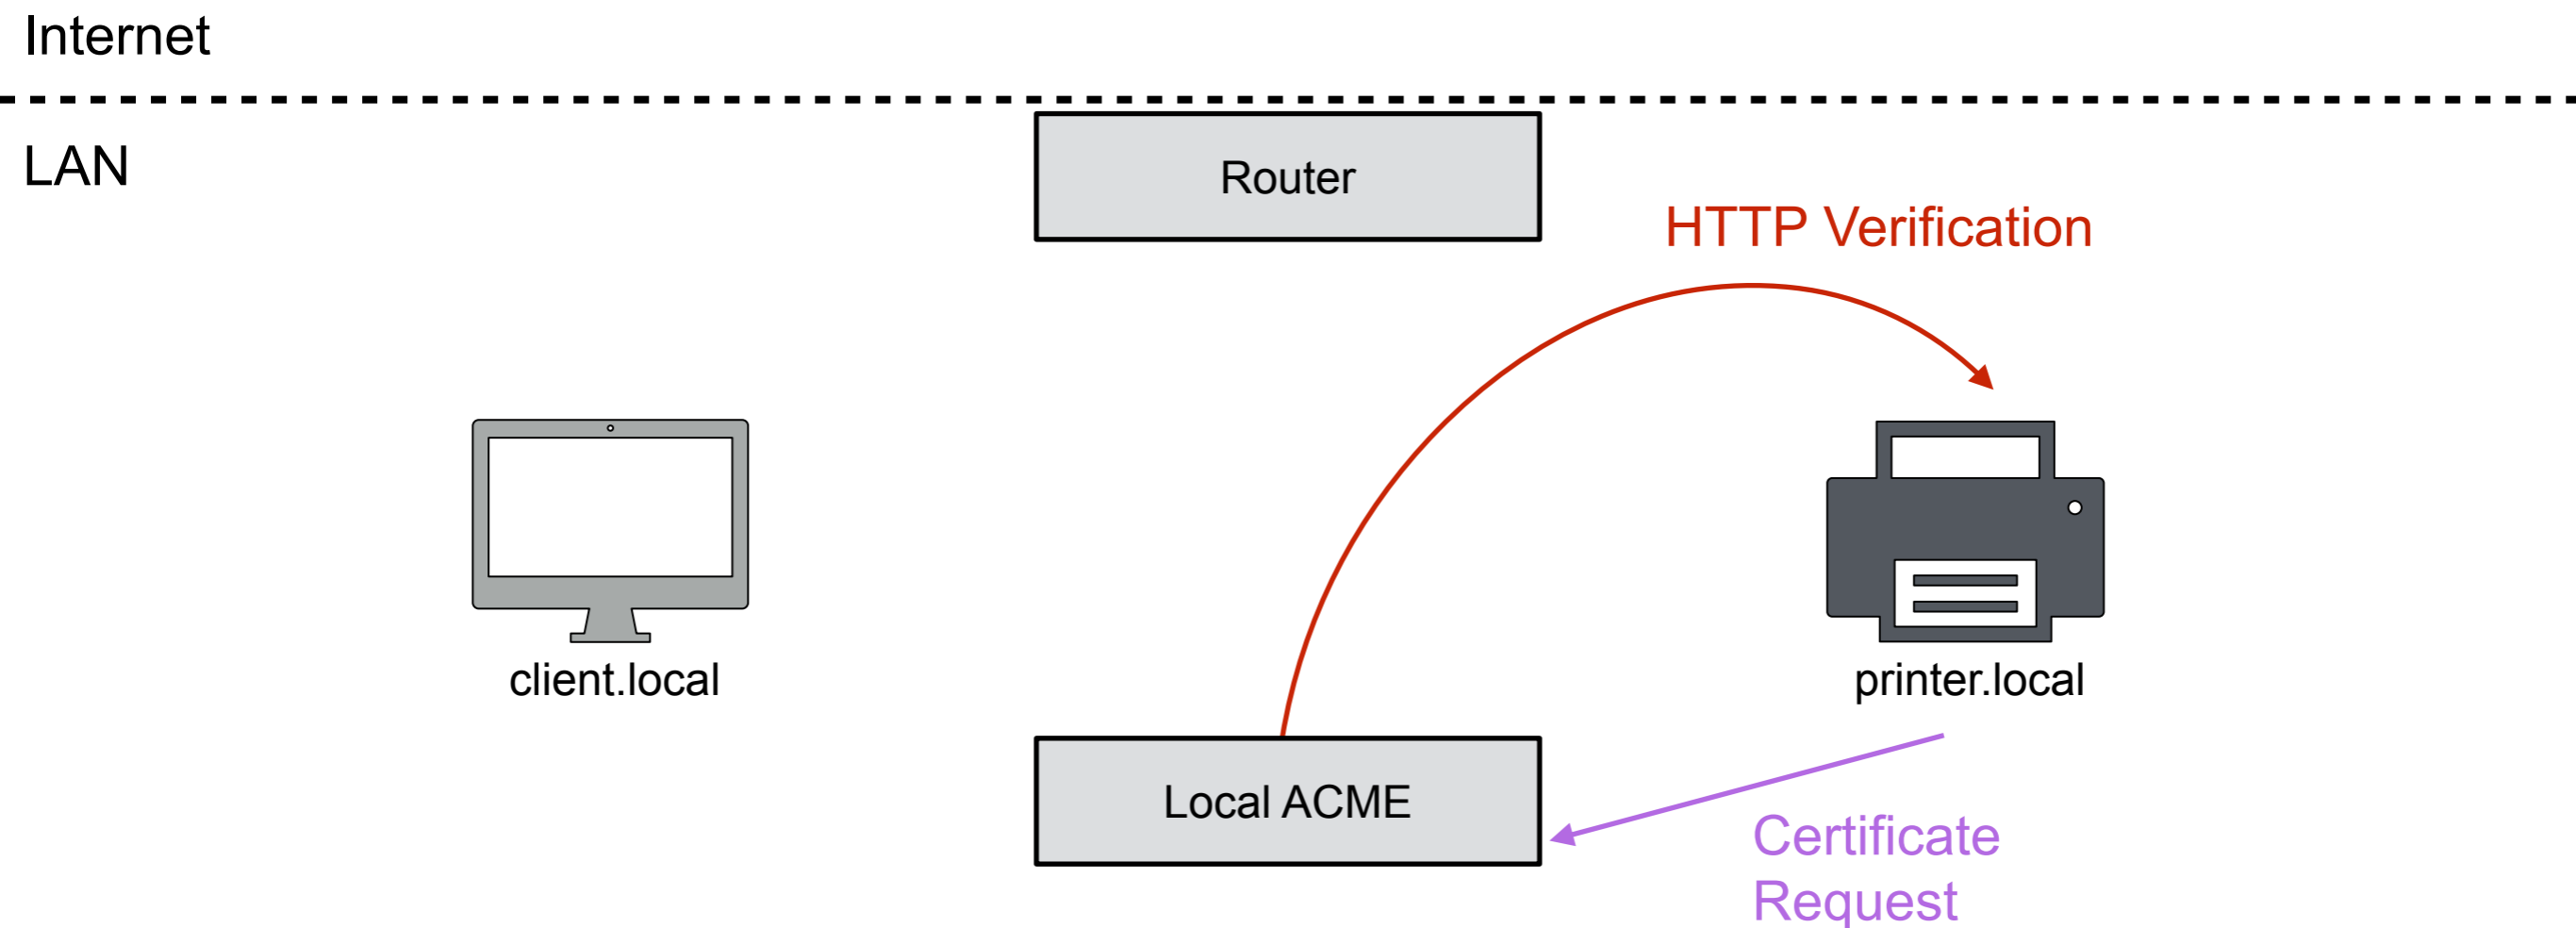 Internet
LAN
Router
HTTP Verification
client.local
printer.local
Local ACME
Certificate
Request